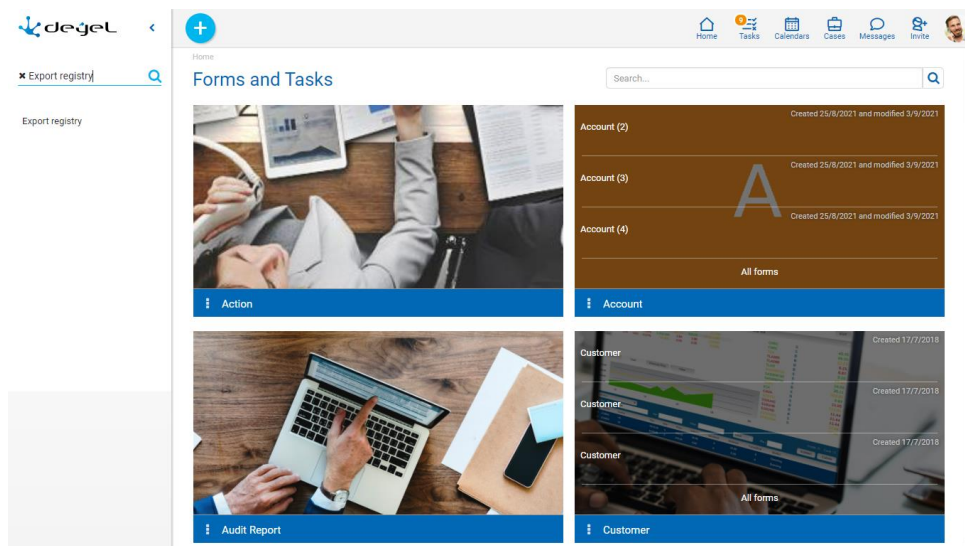 deyel
Home
Tasks
9
Calendars
Cases
Messages
Invite
Export registry
Home
Forms and Tasks
Search...
Export registry
Created 25/8/2021 and modified 3/9/2021
Account (2)
Created 25/8/2021 and modified 3/9/2021
Account (3)
A
Created 25/8/2021 and modified 3/9/2021
Account (4)
All forms
Action
Account
Created 17/7/2018
Customer
Created 17/7/2018
Customer
Created 17/7/2018
Customer
All forms
Audit Report
Customer